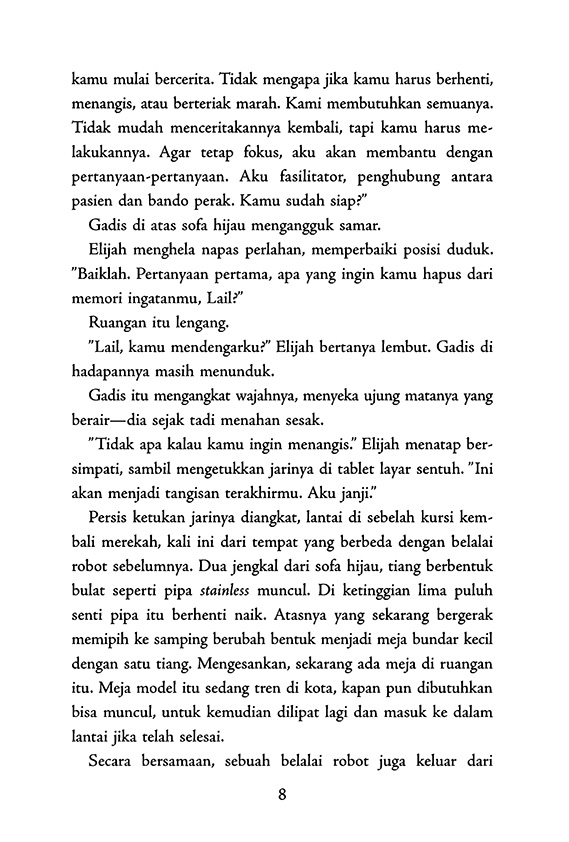 kamu mulai bercerita. Tidak mengapa jika kamu harus berhenti,
menangis, atau berteriak marah. Kami membutuhkan semuanya.
Tidak mudah menceritakannya kembali, tapi kamu harus me-
lakukannya. Agar tetap fokus, aku akan membantu dengan
pertanyaan-pertanyaan. Aku fasilitator, penghubung antara
pasien dan bando perak. Kamu sudah siap?”
Gadis di atas sofa hijau mengangguk samar.
Elijah menghela napas perlahan, memperbaiki posisi duduk.
”Baiklah. Pertanyaan pertama, apa yang ingin kamu hapus dari
memori ingatanmu, Lail?”
Ruangan itu lengang.
”Lail, kamu mendengarku?” Elijah bertanya lembut. Gadis di
hadapannya masih menunduk.
Gadis itu mengangkat wajahnya, menyeka ujung matanya yang
berair—dia sejak tadi menahan sesak.
”Tidak apa kalau kamu ingin menangis.” Elijah menatap ber-
simpati, sambil mengetukkan jarinya di tablet layar sentuh. ”Ini
akan menjadi tangisan terakhirmu. Aku janji.”
Persis ketukan jarinya diangkat, lantai di sebelah kursi kem-
bali merekah, kali ini dari tempat yang berbeda dengan belalai
robot sebelumnya. Dua jengkal dari sofa hijau, tiang berbentuk
bulat seperti pipa stainless muncul. Di ketinggian lima puluh
senti pipa itu berhenti naik. Atasnya yang sekarang bergerak
memipih ke samping berubah bentuk menjadi meja bundar kecil
dengan satu tiang. Mengesankan, sekarang ada meja di ruangan
itu. Meja model itu sedang tren di kota, kapan pun dibutuhkan
bisa muncul, untuk kemudian dilipat lagi dan masuk ke dalam
lantai jika telah selesai.
Secara bersamaan, sebuah belalai robot juga keluar dari
8